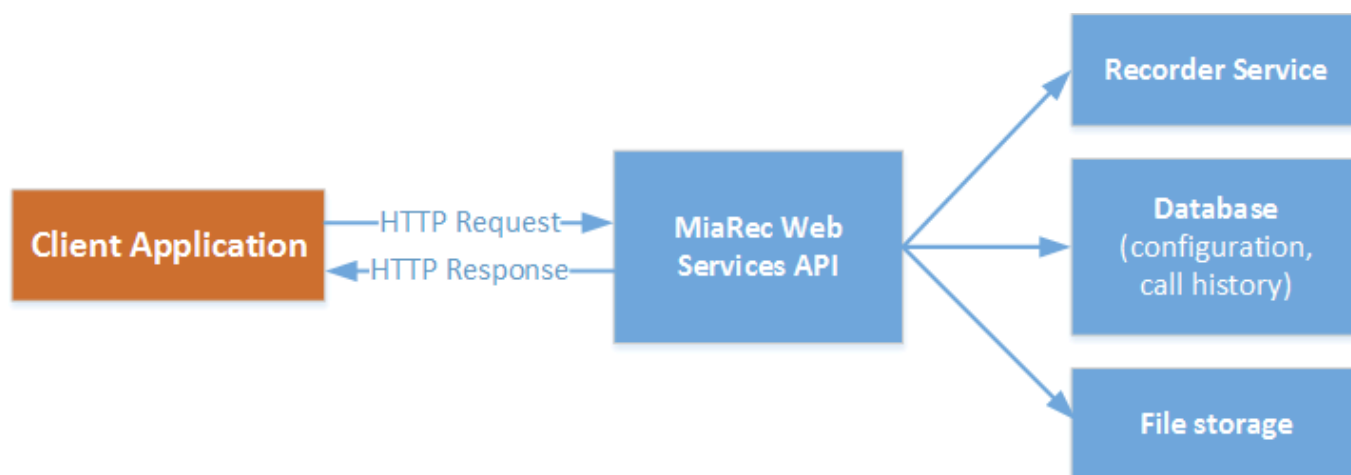 Client Application
HTTP Request
HTTP Response
MiaRec Web
Services API
Recorder Service
Database
(configuration,
call history)
File storage